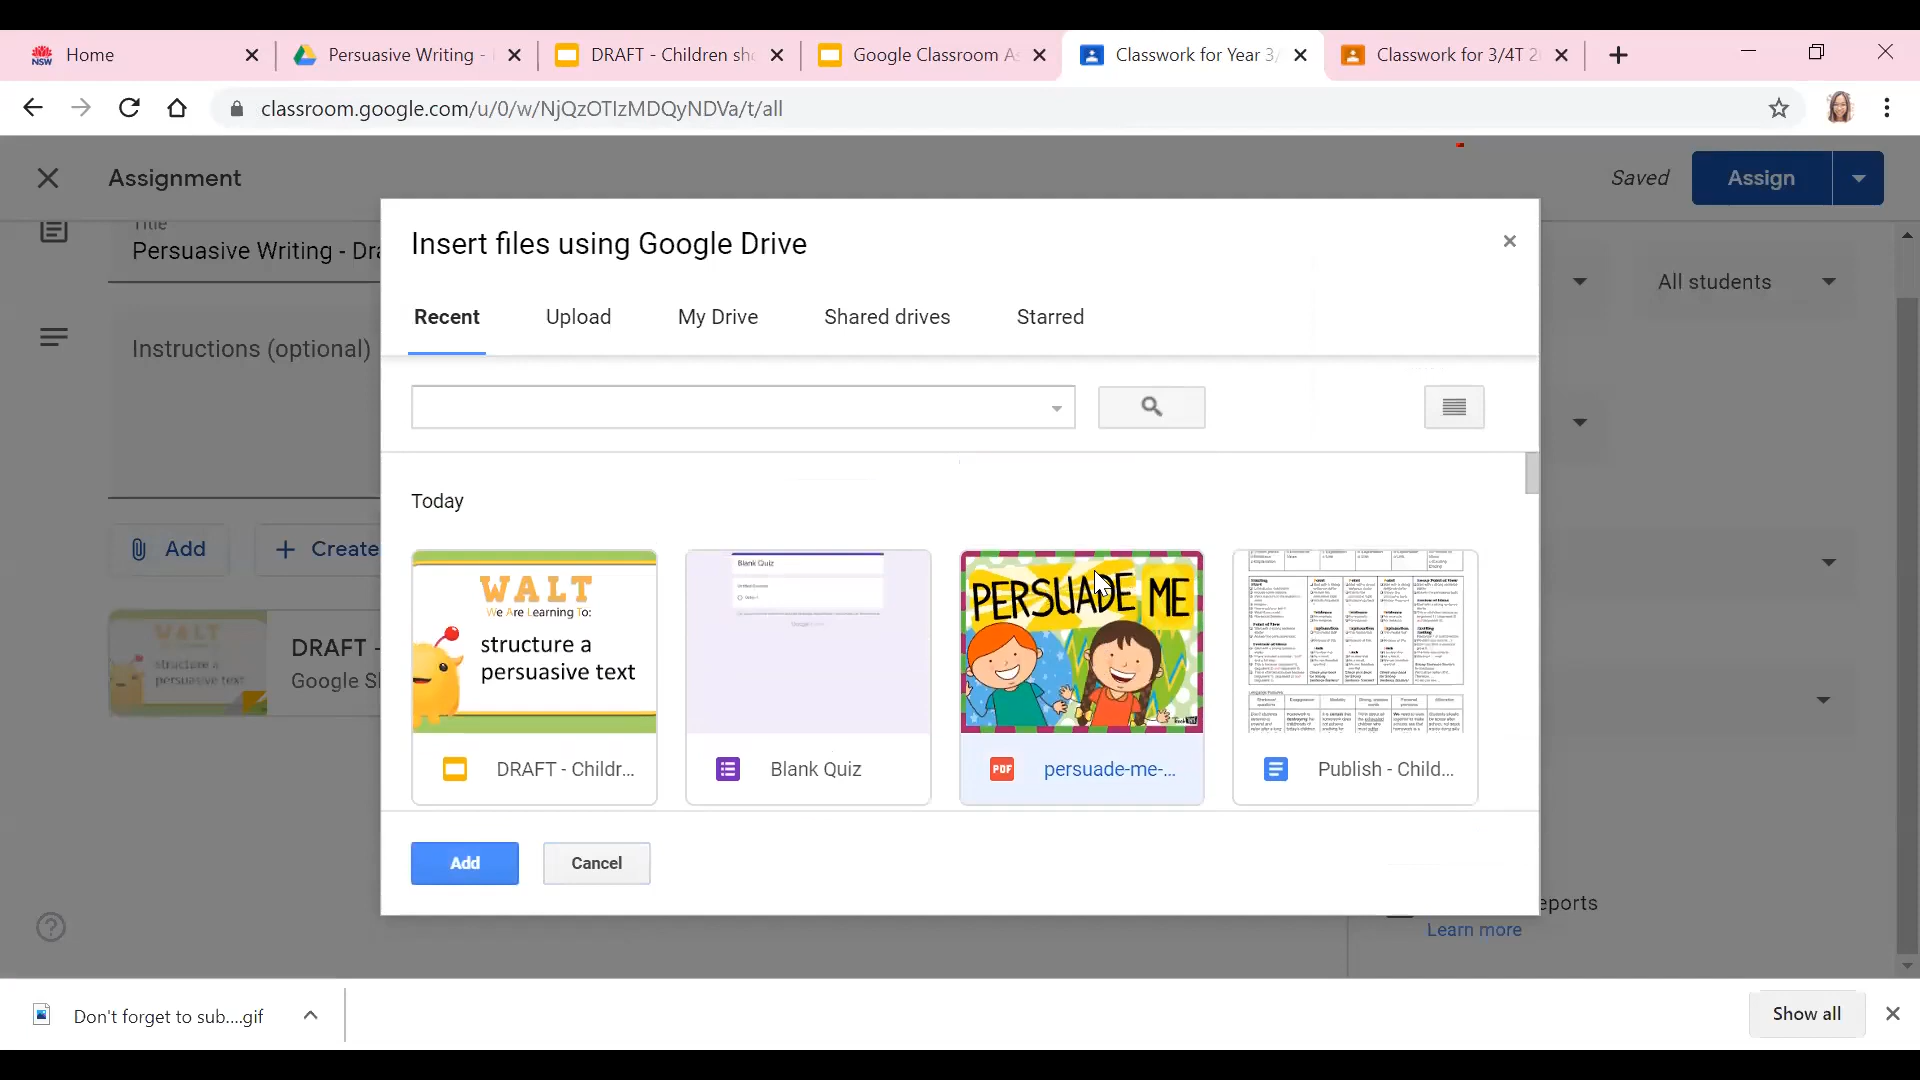 Home
Persuasive Writing -
DRAFT - Children sho
Google Classroom As
Classwork for Year 3/
Classwork for 3/4T 2
classroom.google.com/u/0/w/NjQzOTIzMDQyNDVa/t/all
Assignment
Saved
Assign
Title
Persuasive Writing - Dra
All students
Instructions (optional)
Add
Create
WALT
structure a
persuasive text
DRAFT -
Google Sl
Insert files using Google Drive
Recent
Upload
My Drive
Shared drives
Starred
Today
WALT
We Are Learning To:
structure a
persuasive text
DRAFT - Childr...
Blank Quiz
Blank Quiz
PERSUADE ME
PDF
persuade-me-...
Publish - Child...
Add
Cancel
eports
Learn more
Don't forget to sub....gif
Show all